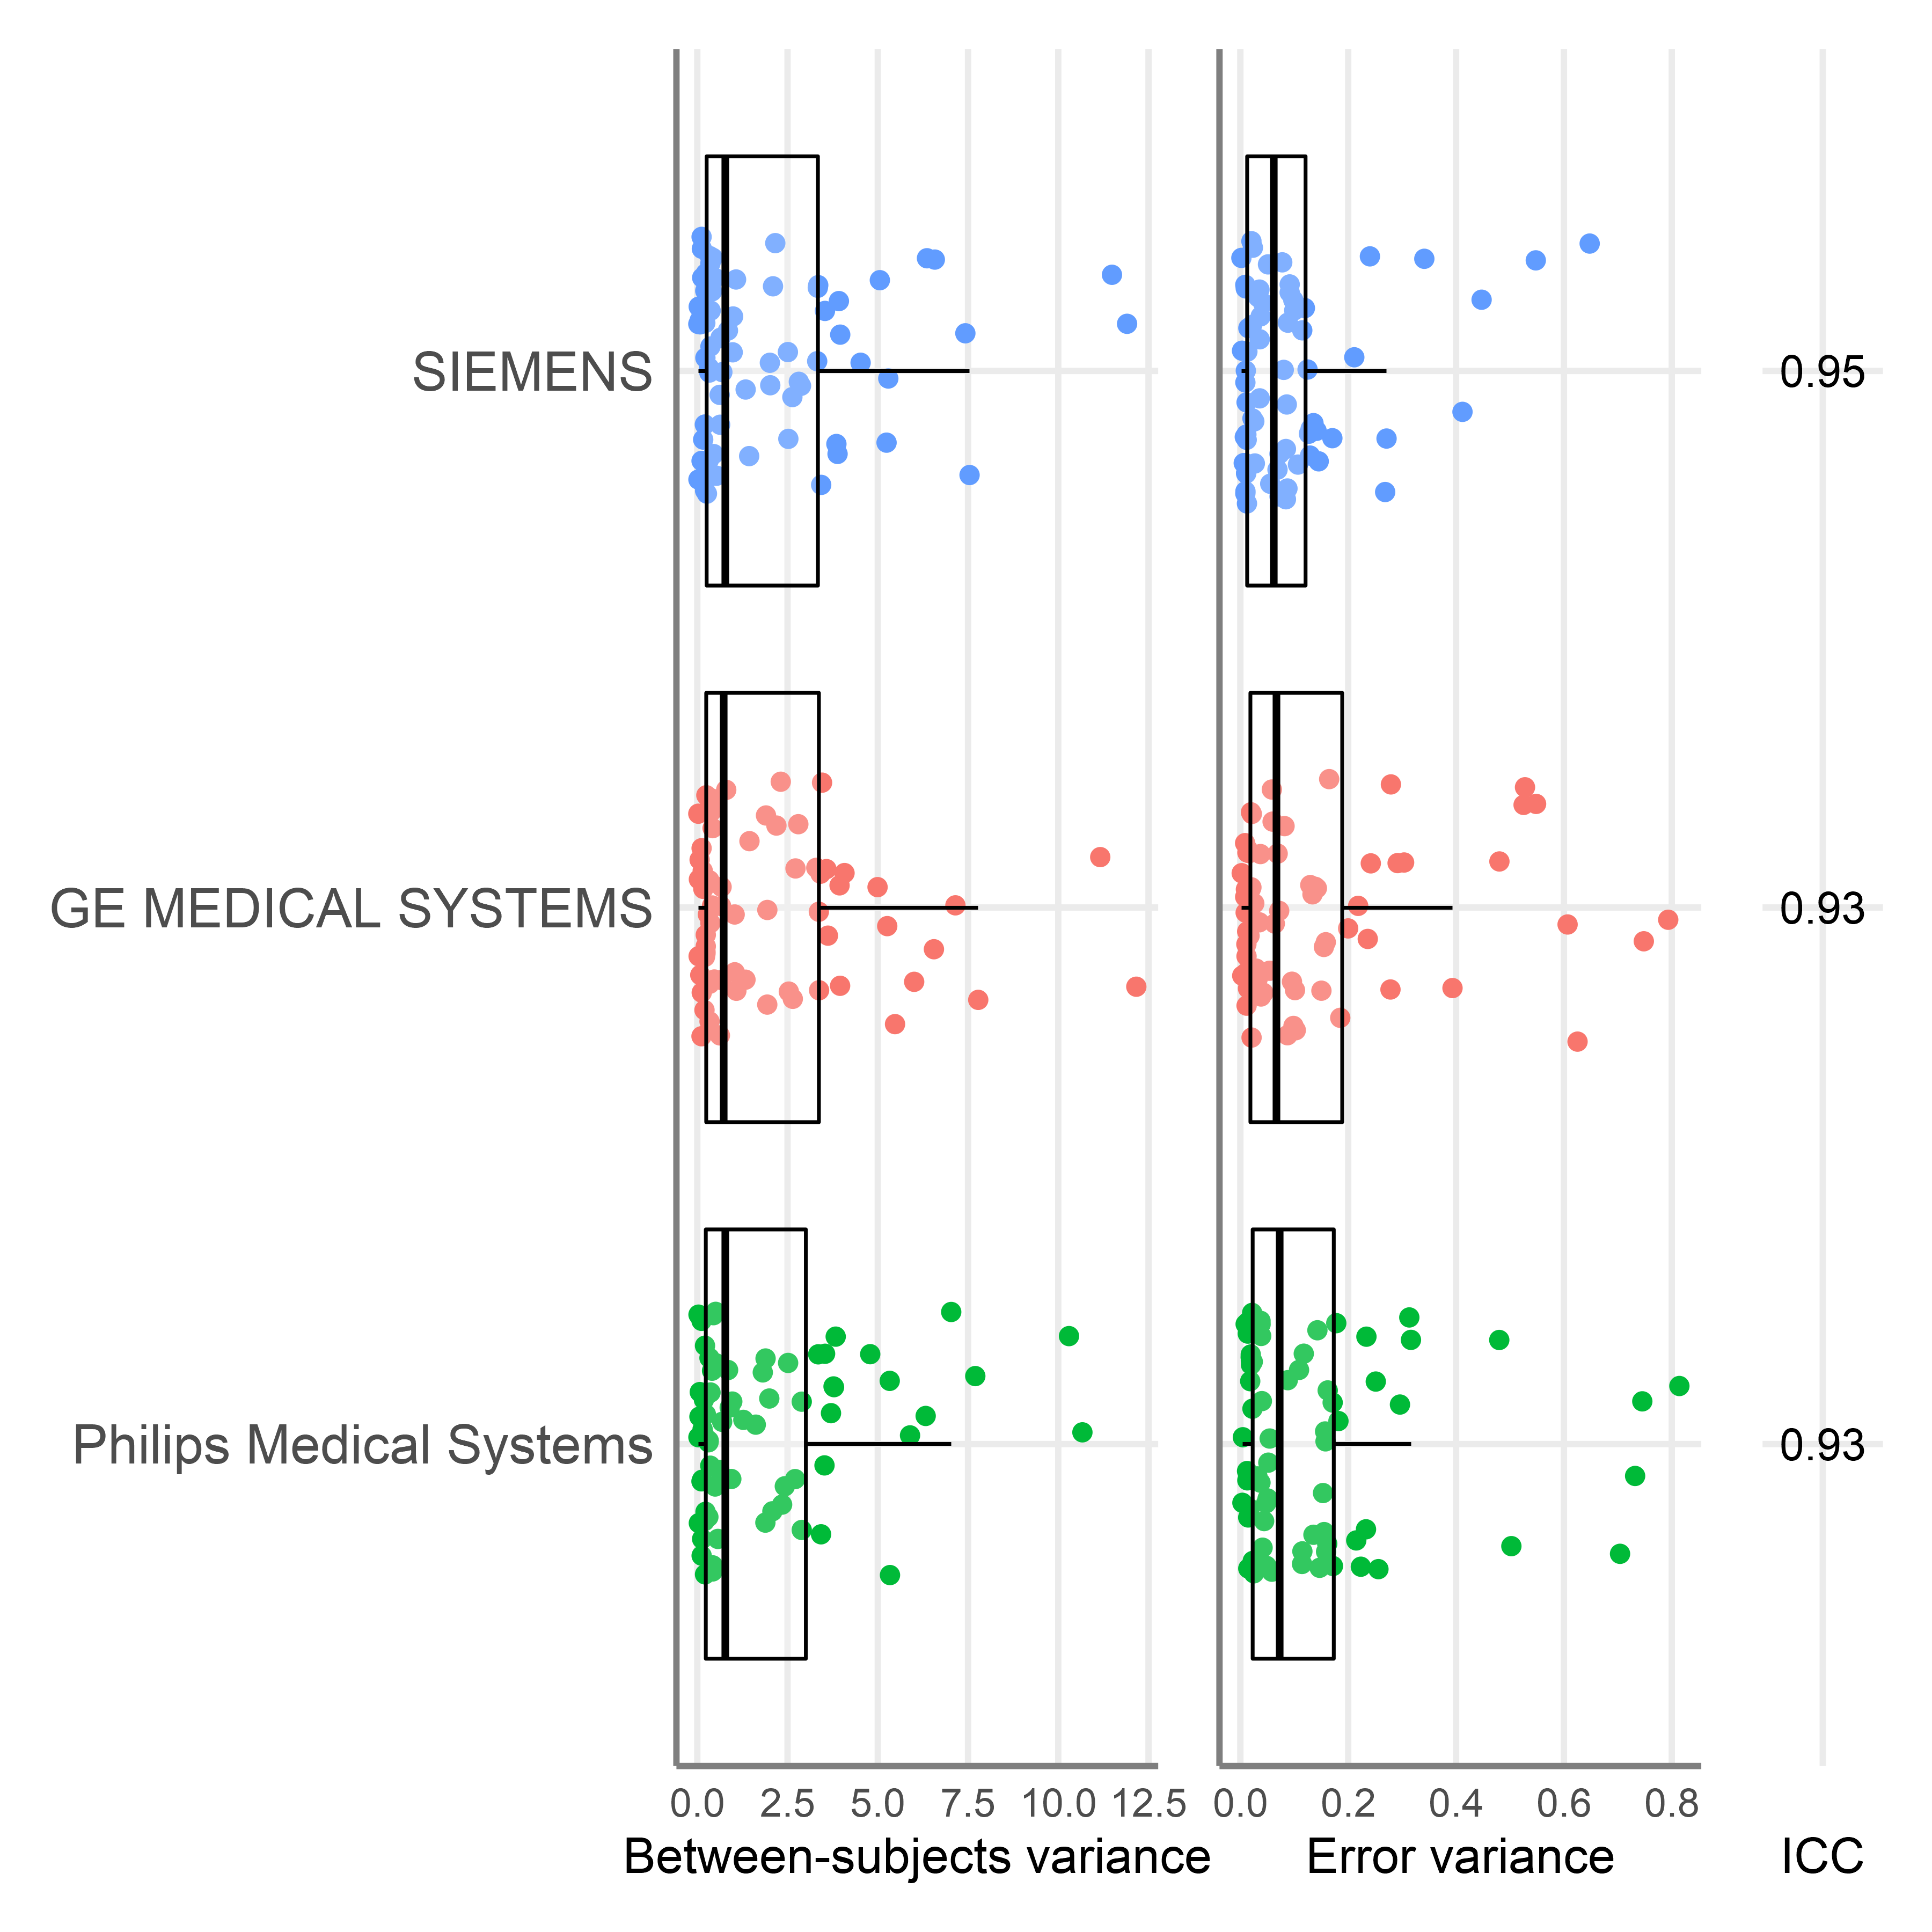 SIEMENS
0.95
GE MEDICAL SYSTEMS
0.93
Philips Medical Systems
0.93
0.0 2.5 5.0 7.5 10.0 12.5 0.0 0.2 0.4 0.6 0.8
Between-subjects variance Error variance ICC